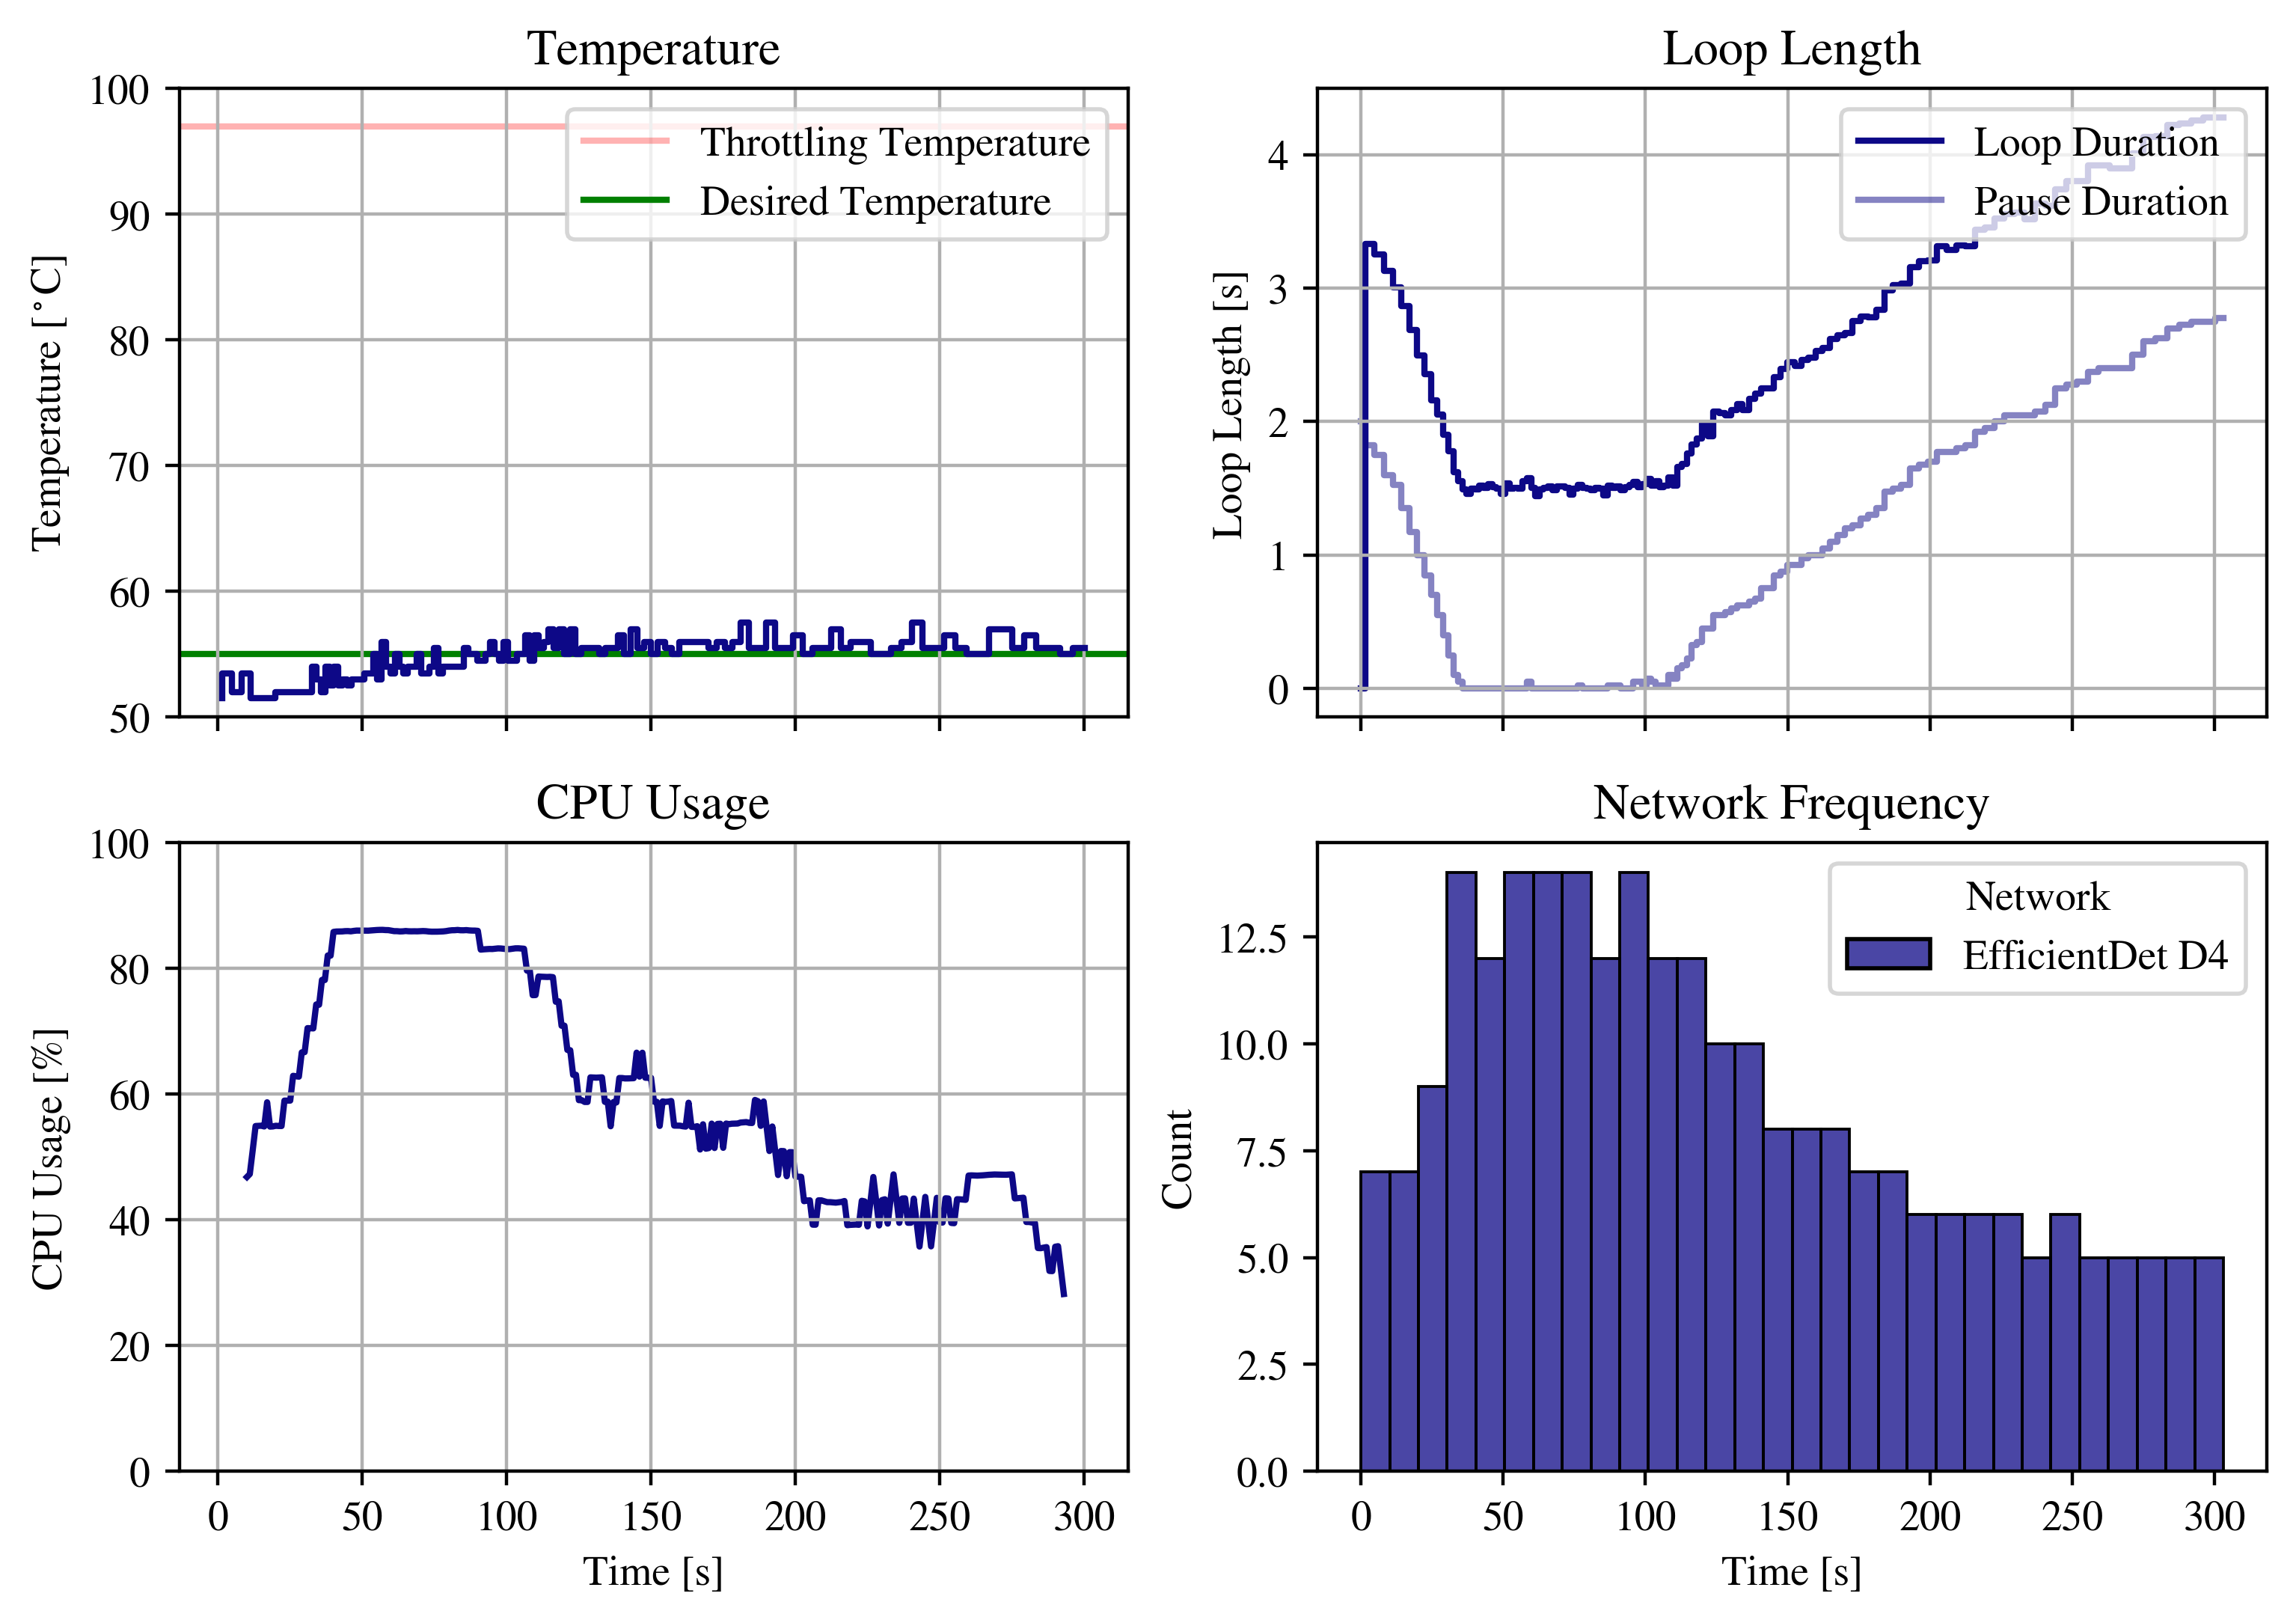 Temperature
100
90
80
70
60
50
Temperature [°C]
Throttling Temperature
Desired Temperature
Loop Length
4
3
2
1
0
Loop Length [s]
Loop Duration
Pause Duration
CPU Usage
100
80
60
40
20
0
CPU Usage [%]
0 50 100 150 200 250 300
Time [s]
Network Frequency
12.5
10.0
7.5
5.0
2.5
0.0
Count
Network
EfficientDet D4
0 50 100 150 200 250 300
Time [s]